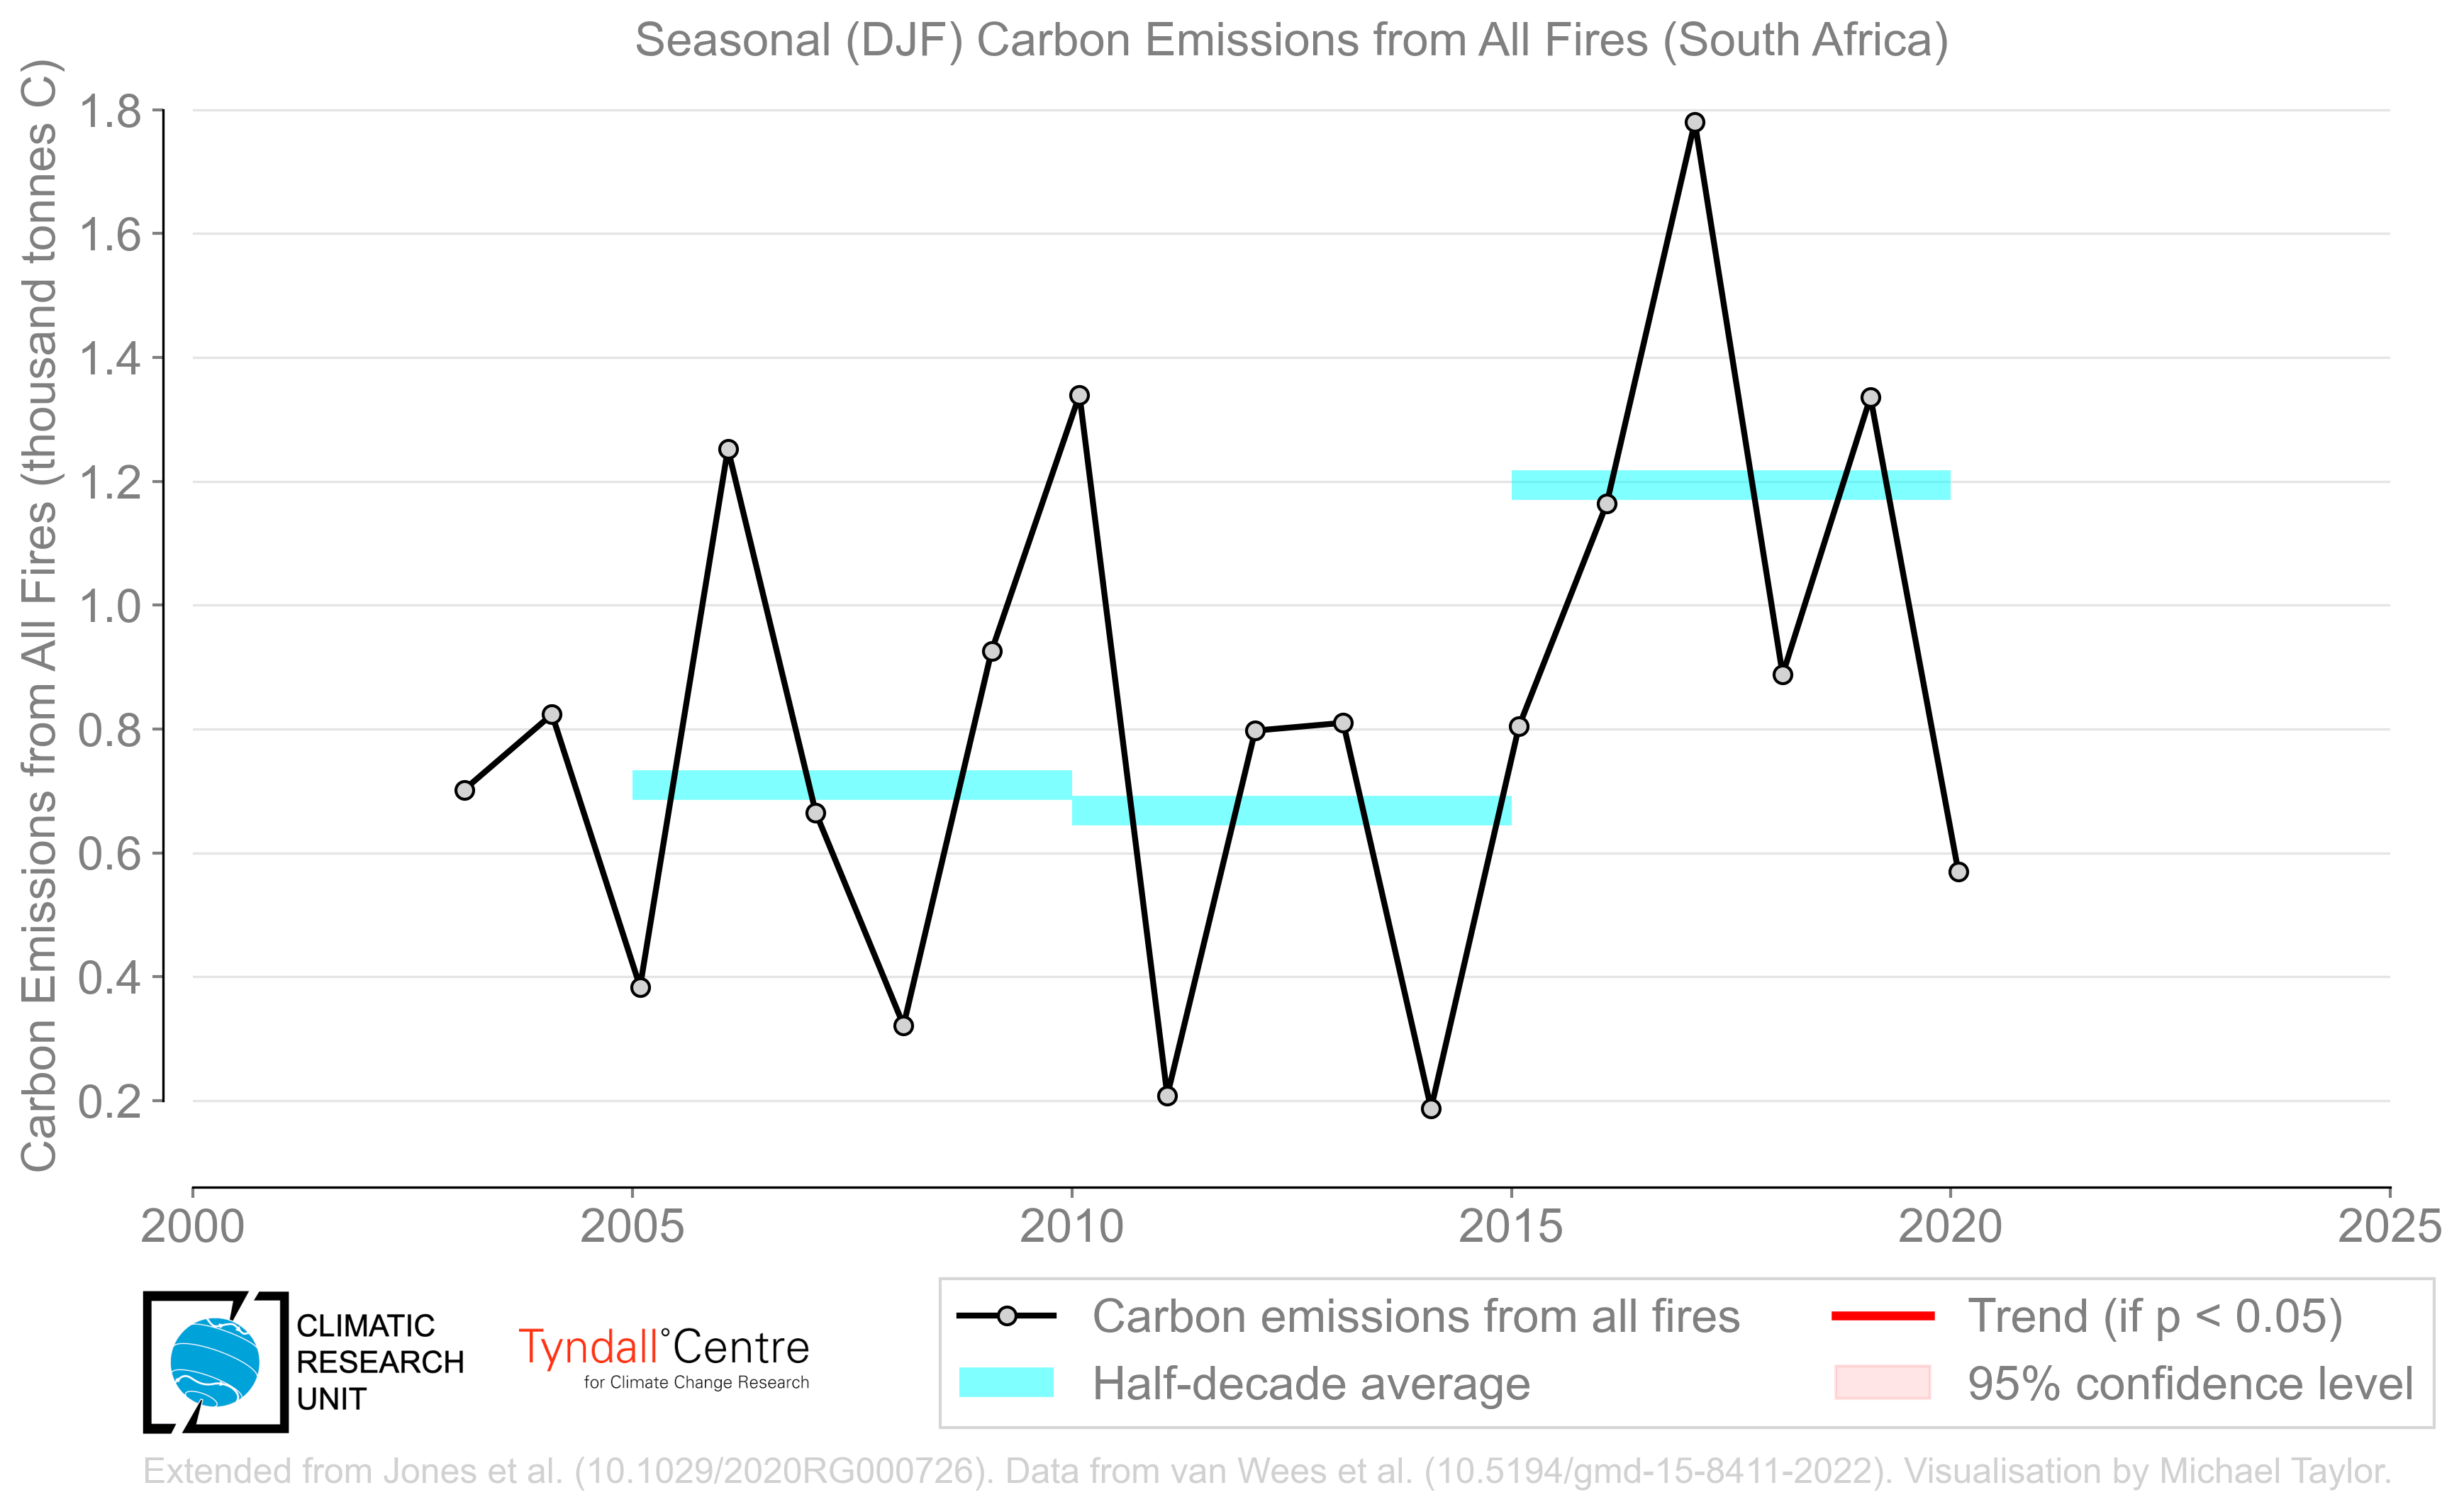 Seasonal (DJF) Carbon Emissions from All Fires (South Africa)
Carbon Emissions from All Fires (thousand tonnes C)
1.8
1.6
1.4
1.2
1.0
0.8
0.6
0.4
0.2
2000 2005 2010 2015 2020 2025
CLIMATIC
RESEARCH
UNIT
Tyndall°Centre
for Climate Change Research
Carbon emissions from all fires
Half-decade average
Trend (if p < 0.05)
95% confidence level
Extended from Jones et al. (10.1029/2020RG000726). Data from van Wees et al. (10.5194/gmd-15-8411-2022). Visualisation by Michael Taylor.